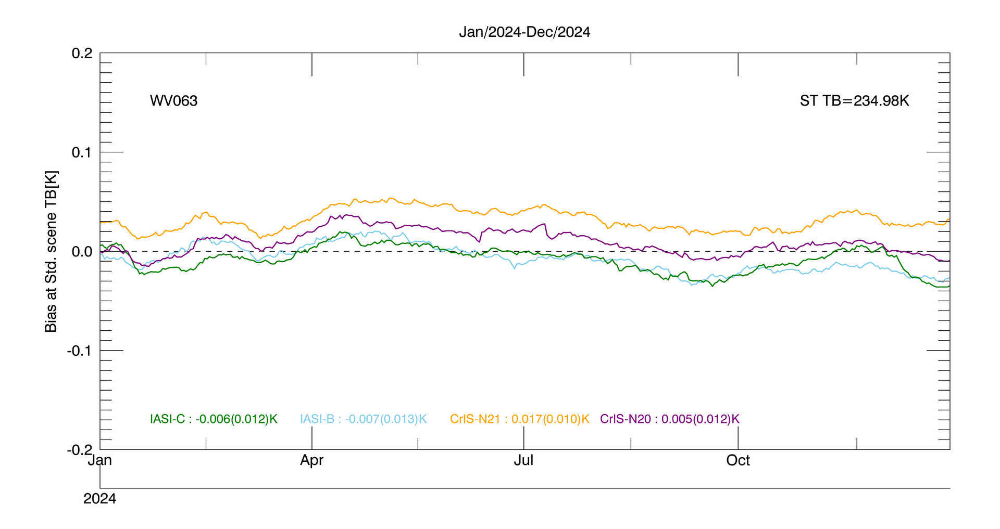 Jan/2024-Dec/2024
0.2
WV063
ST TB=234.98K
0.1
Bias at Std. scene TB[K]
0.0
-0.1
IASI-C : -0.006(0.012)K
IASI-B : -0.007(0.013)K
CrIS-N21 : 0.017(0.010)K
CrIS-N20 : 0.005(0.012)K
-0.2
Jan
Apr
Jul
Oct
2024